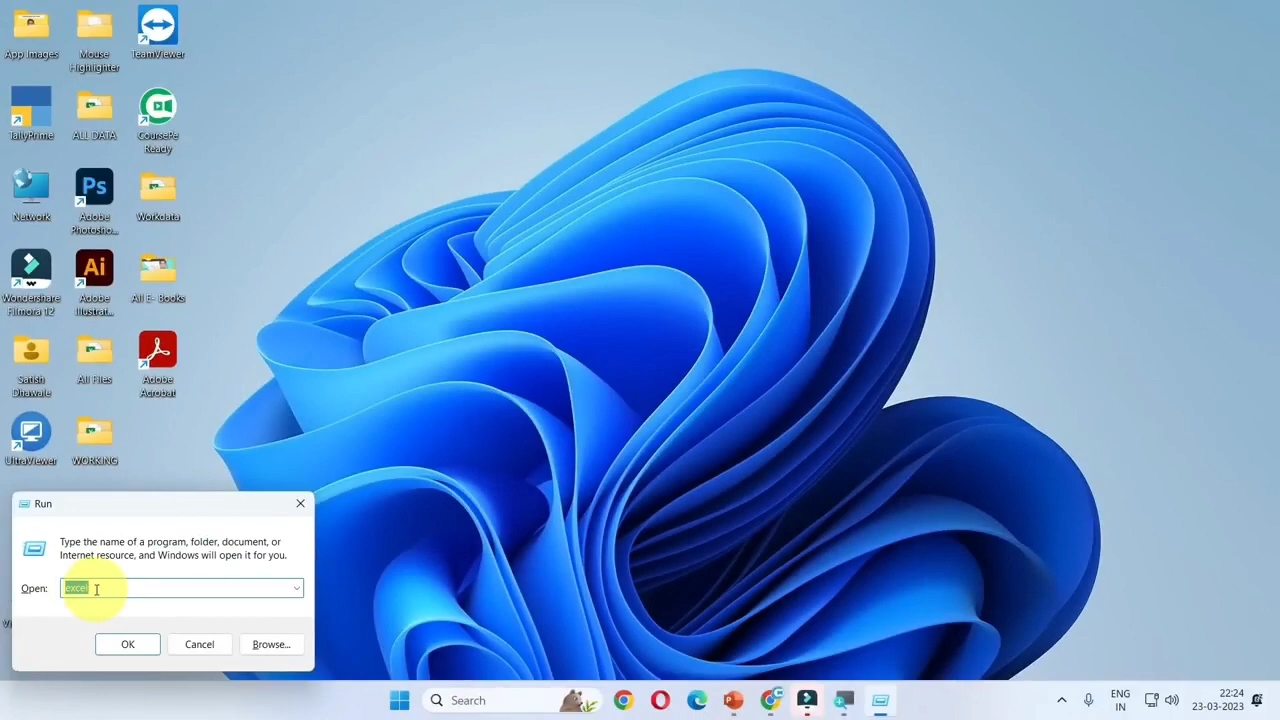 App Images
Mouse
Highlighter
TeamViewer
TallyPrime
ALL DATA
CoursePe
Ready
Network
Ps
Adobe
Photosho...
Workdata
Wondershare
Filmora 12
Ai
Adobe
Illustrat...
All E- Books
Satish
Dhawale
All Files
Adobe
Acrobat
UltraViewer
WORKING
Run
Type the name of a program, folder, document, or
Internet resource, and Windows will open it for you.
Open: excel
OK Cancel Browse...
Search
ENG
IN
22:24
23-03-2023